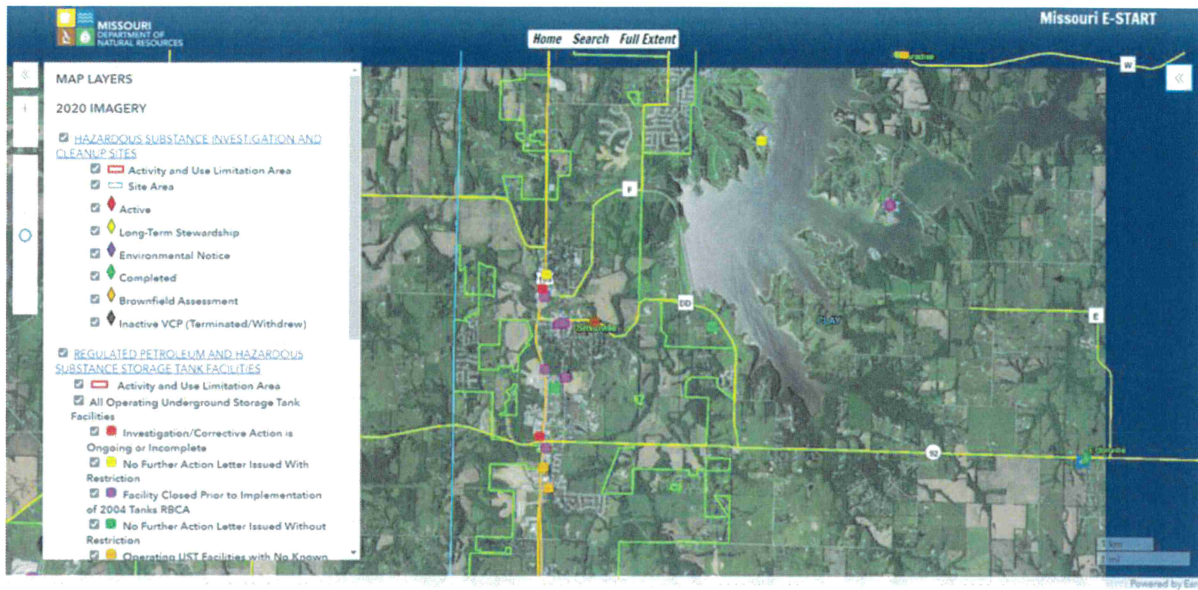 MISSOURI
DEPARTMENT OF
NATURAL RESOURCES
Missouri E-START
Home Search Full Extent
MAP LAYERS
2020 IMAGERY
HAZARDOUS SUBSTANCE INVESTIGATION AND
CLEANUP SITES
Activity and Use Limitation Area
Site Area
Active
Long-Term Stewardship
Environmental Notice
Completed
Brownfield Assessment
Inactive VCP (Terminated/Withdrew)
REGULATED PETROLEUM AND HAZARDOUS
SUBSTANCE STORAGE TANK FACILITIES
Activity and Use Limitation Area
All Operating Underground Storage Tank
Facilities
Investigation/Corrective Action is
Ongoing or Incomplete
No Further Action Letter Issued With
Restriction
Facility Closed Prior to Implementation
of 2004 Tanks RBCA
No Further Action Letter Issued Without
Restriction
Operating UST Facilities with No Known
W
F
DD
E
CLAY
92
1 km
Powered by